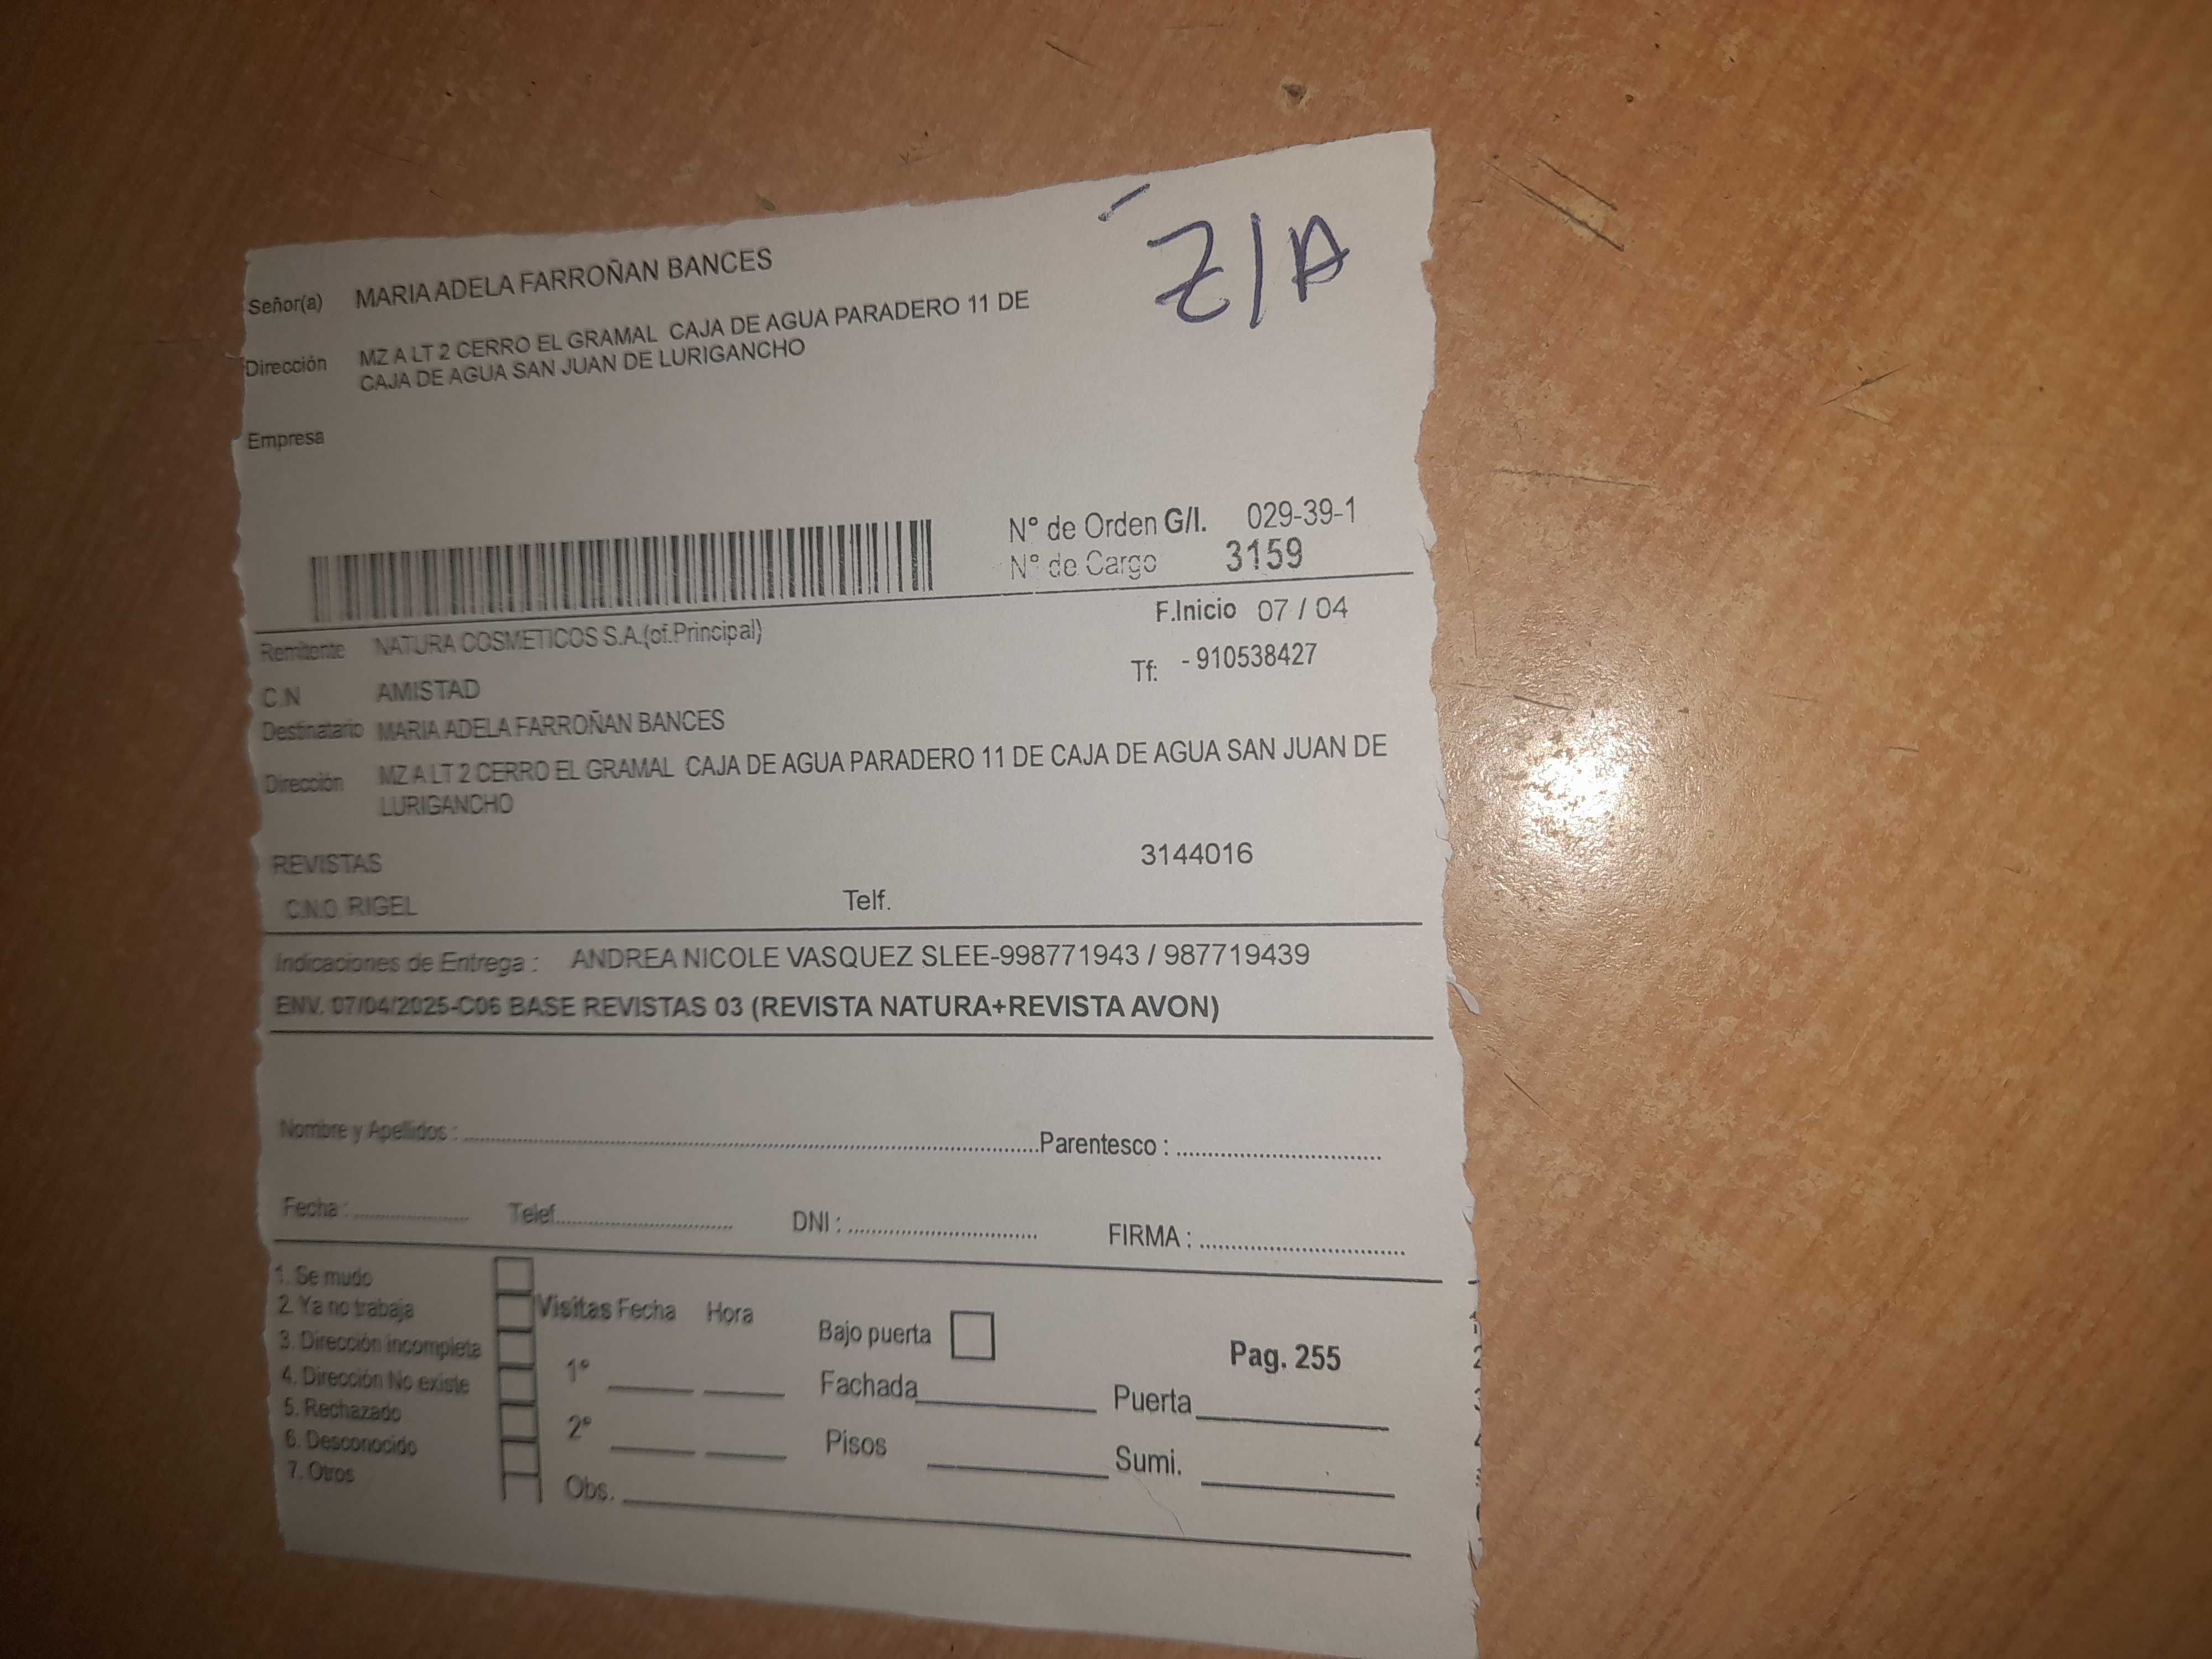 Z/A
Señor(a) MARIA ADELA FARROÑAN BANCES
Dirección MZ A LT 2 CERRO EL GRAMAL CAJA DE AGUA PARADERO 11 DE
CAJA DE AGUA SAN JUAN DE LURIGANCHO
Empresa
N° de Orden G/I. 029-39-1
N° de Cargo 3159
F.Inicio 07 / 04
Remitente NATURA COSMETICOS S.A.(of.Principal)
Tf: - 910538427
C.N AMISTAD
Destinatario MARIA ADELA FARROÑAN BANCES
Dirección MZ A LT 2 CERRO EL GRAMAL CAJA DE AGUA PARADERO 11 DE CAJA DE AGUA SAN JUAN DE
LURIGANCHO
REVISTAS 3144016
C.N.O. RIGEL Telf.
Indicaciones de Entrega : ANDREA NICOLE VASQUEZ SLEE-998771943 / 987719439
ENV. 07/04/2025-C06 BASE REVISTAS 03 (REVISTA NATURA+REVISTA AVON)
Nombre y Apellidos : Parentesco :
Fecha : Telef. DNI : FIRMA :
1. Se mudo
2. Ya no trabaja
3. Dirección incompleta
4. Dirección No existe
5. Rechazado
6. Desconocido
7. Otros
Visitas Fecha Hora
1°
2°
Obs.
Bajo puerta
Pag. 255
Fachada Puerta
Pisos Sumi.